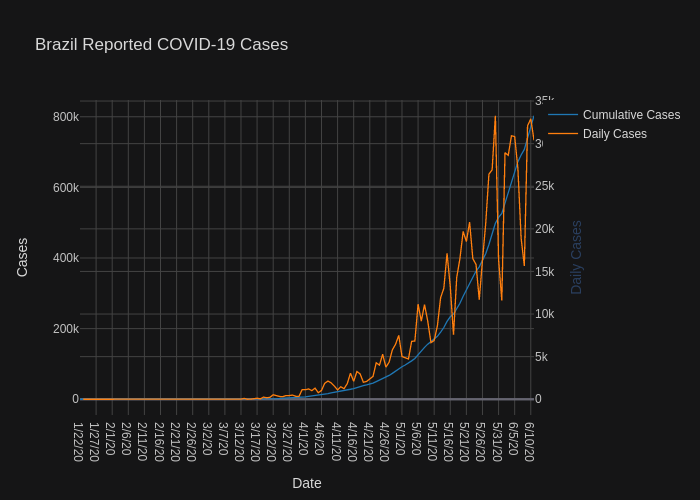 Brazil Reported COVID-19 Cases
Cumulative Cases
Daily Cases
800k
600k
400k
200k
0
Cases
35k
25k
20k
15k
10k
5k
0
Daily Cases
1/22/20
1/27/20
2/1/20
2/6/20
2/11/20
2/16/20
2/21/20
2/26/20
3/2/20
3/7/20
3/12/20
3/17/20
3/22/20
3/27/20
4/1/20
4/6/20
4/11/20
4/16/20
4/21/20
4/26/20
5/1/20
5/6/20
5/11/20
5/16/20
5/21/20
5/26/20
5/31/20
6/5/20
6/10/20
Date